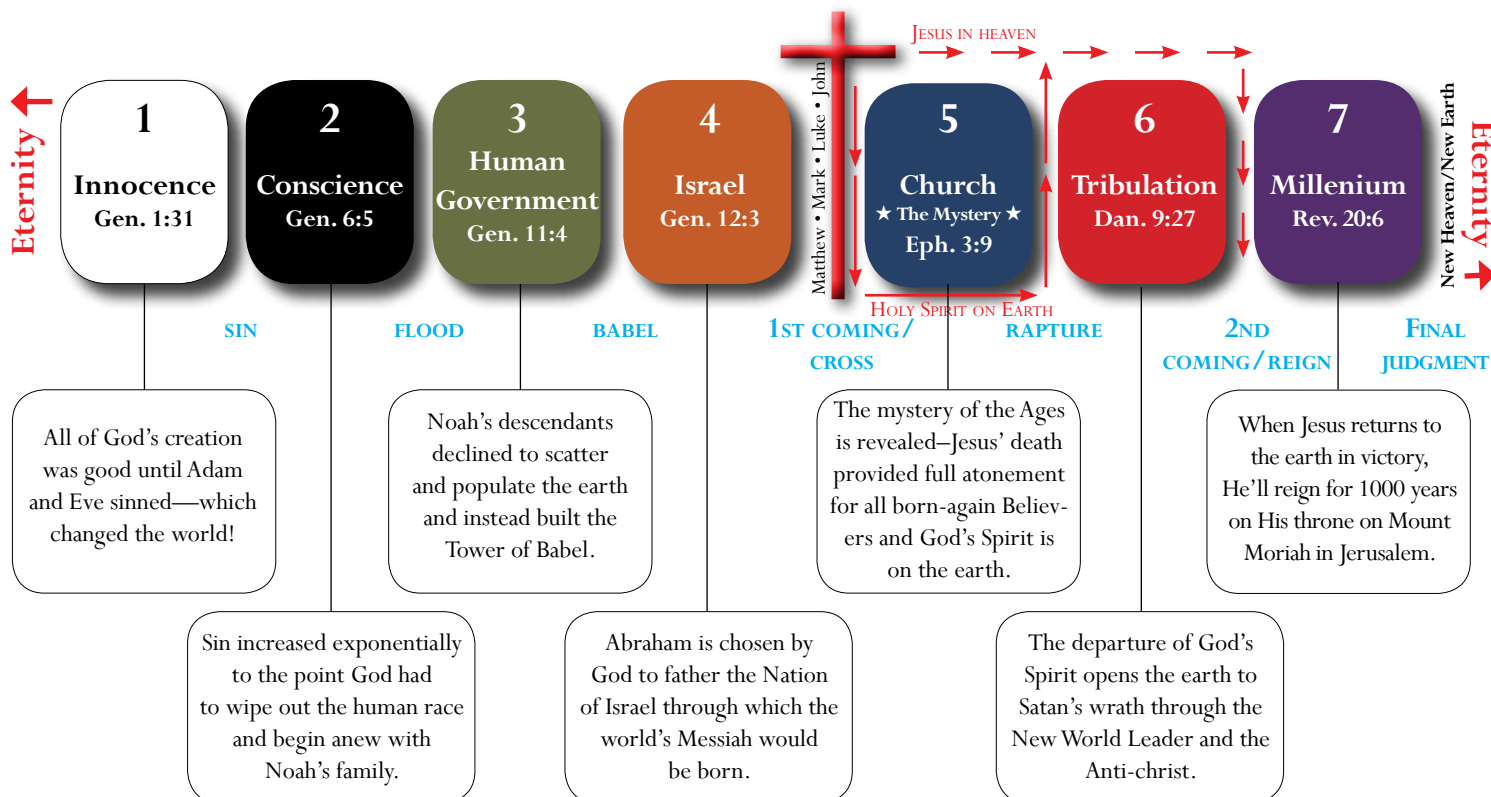 Eternity
1
Innocence
Gen. 1:31
2
Conscience
Gen. 6:5
3
Human
Government
Gen. 11:4
4
Israel
Gen. 12:3
Matthew • Mark • Luke • John
Jesus in heaven
5
Church
★ The Mystery ★
Eph. 3:9
Holy Spirit on Earth
6
Tribulation
Dan. 9:27
7
Millenium
Rev. 20:6
New Heaven/New Earth
Eternity
sin
flood
babel
1st coming/
cross
rapture
2nd
coming/reign
Final
judgment
All of God’s creation
was good until Adam
and Eve sinned—which
changed the world!
Sin increased exponentially
to the point God had
to wipe out the human race
and begin anew with
Noah’s family.
Noah’s descendants
declined to scatter
and populate the earth
and instead built the
Tower of Babel.
Abraham is chosen by
God to father the Nation
of Israel through which the
world’s Messiah would
be born.
The mystery of the Ages
is revealed–Jesus’ death
provided full atonement
for all born-again Believ-
ers and God’s Spirit is
on the earth.
The departure of God’s
Spirit opens the earth to
Satan’s wrath through the
New World Leader and the
Anti-christ.
When Jesus returns to
the earth in victory,
He’ll reign for 1000 years
on His throne on Mount
Moriah in Jerusalem.